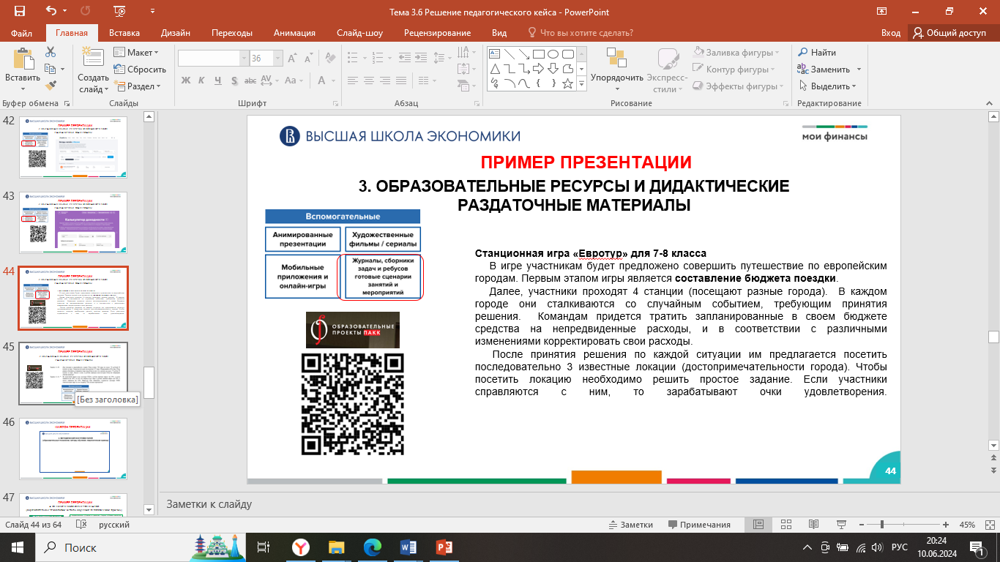 Тема 3.6 Решение педагогического кейса - PowerPoint
Файл Главная Вставка Дизайн Переходы Анимация Слайд-шоу Рецензирование Вид Что вы хотите сделать? Вход Общий доступ
Вставить
Буфер обмена
Создать слайд
Макет
Сбросить
Раздел
Слайды
36
Ж К Ч S abc AV Aa А
Шрифт
Абзац
Упорядочить
Экспресс-стили
Заливка фигуры
Контур фигуры
Эффекты фигуры
Рисование
Найти
Заменить
Выделить
Редактирование
42
43
44
45
[Без заголовка]
46
47
ВЫСШАЯ ШКОЛА ЭКОНОМИКИ
мои финансы
ПРИМЕР ПРЕЗЕНТАЦИИ
3. ОБРАЗОВАТЕЛЬНЫЕ РЕСУРСЫ И ДИДАКТИЧЕСКИЕ
РАЗДАТОЧНЫЕ МАТЕРИАЛЫ
Вспомогательные
Анимированные
презентации
Художественные
фильмы / сериалы
Мобильные
приложения и
онлайн-игры
Журналы, сборники
задач и ребусов
готовые сценарии
занятий и
мероприятий
ОБРАЗОВАТЕЛЬНЫЕ
ПРОЕКТЫ ПАКК
Станционная игра «Евротур» для 7-8 класса
В игре участникам будет предложено совершить путешествие по европейским
городам. Первым этапом игры является составление бюджета поездки.
Далее, участники проходят 4 станции (посещают разные города). В каждом
городе они сталкиваются со случайным событием, требующим принятия
решения. Командам придется тратить запланированные в своем бюджете
средства на непредвиденные расходы, и в соответствии с различными
изменениями корректировать свои расходы.
После принятия решения по каждой ситуации им предлагается посетить
последовательно 3 игровые локации (достопримечательности города). Чтобы
посетить локацию необходимо решить простое задание. Если участники
справляются с ним, то зарабатывают очки удовлетворения.
44
Заметки к слайду
Слайд 44 из 64 русский Заметки Примечания 45%
Поиск
РУС
20:24
10.06.2024
1